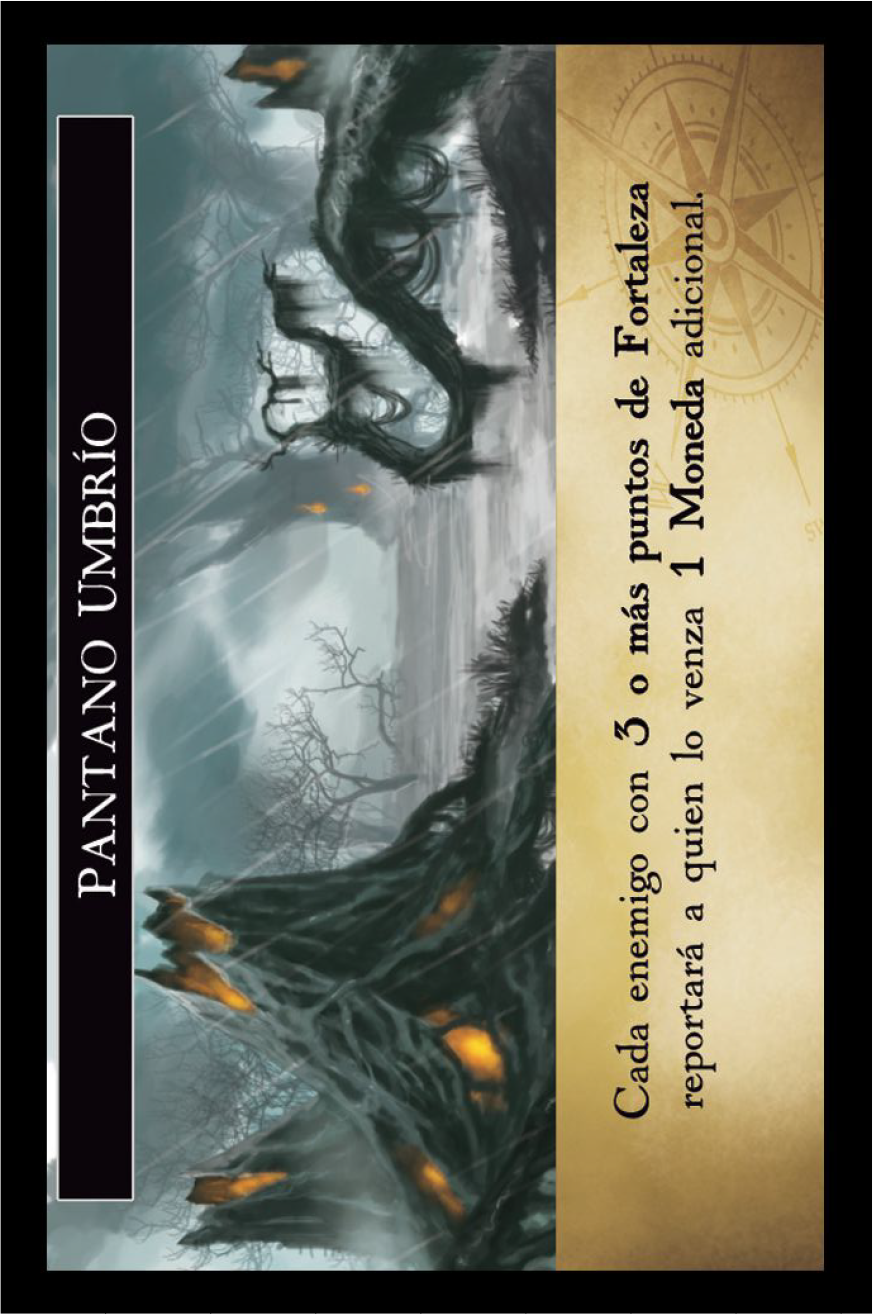 PANTANO UMBRÍO
Cada enemigo con 3 o más puntos de Fortaleza
reportará a quien lo venza 1 Moneda adicional.